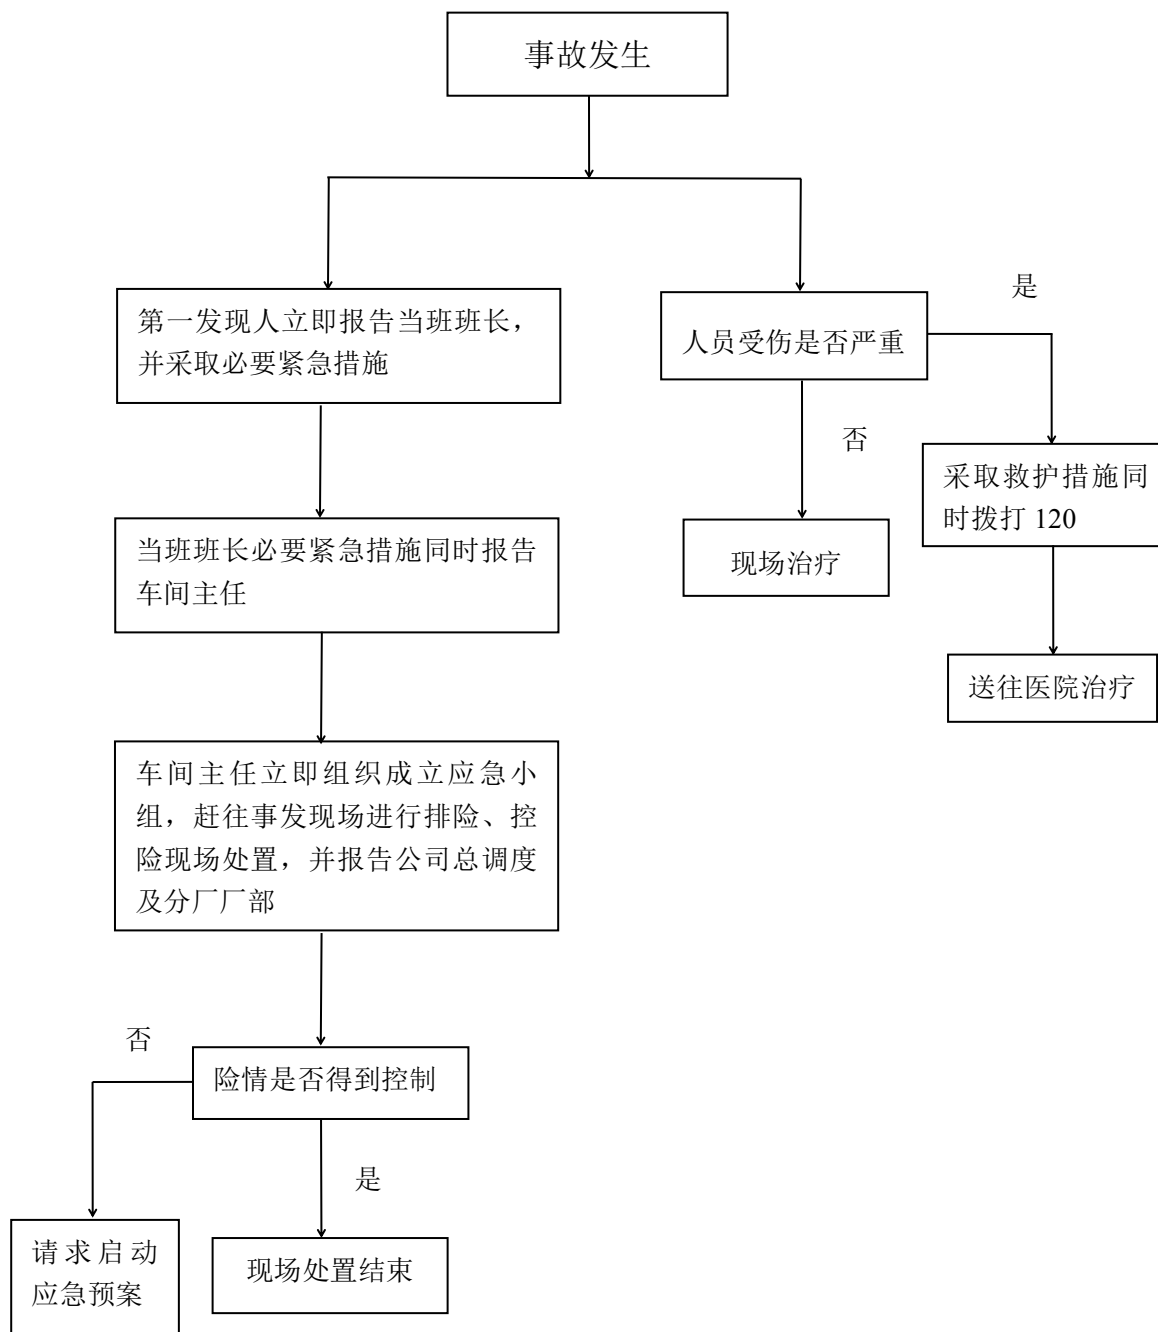 事故发生
第一发现人立即报告当班班长，
并采取必要紧急措施
人员受伤是否严重
是
否
采取救护措施同
时拨打 120
当班班长必要紧急措施同时报告
车间主任
现场治疗
送往医院治疗
车间主任立即组织成立应急小
组，赶往事发现场进行排险、控
险现场处置，并报告公司总调度
及分厂厂部
否
险情是否得到控制
是
请求启动
应急预案
现场处置结束